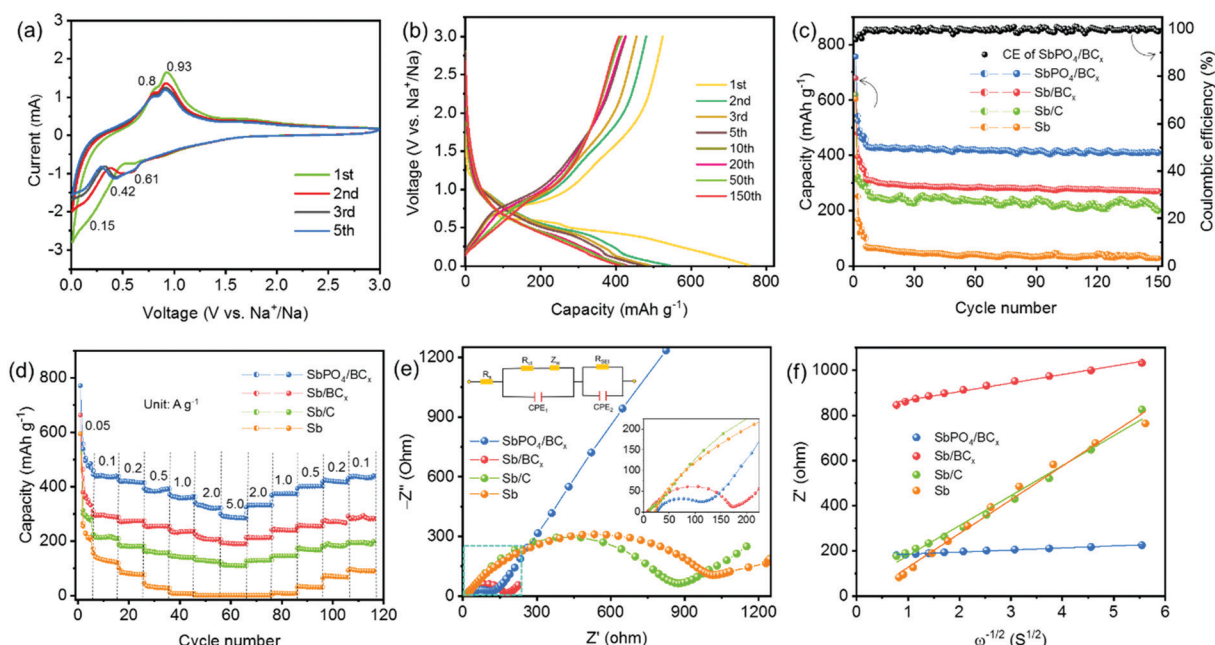 (a)
3
2
1
0
1
-2
-3
Current (mA)
0.8
0.93
0.61
0.42
0.15
1st
2nd
3rd
5th
0.0 0.5 1.0 1.5 2.0 2.5 3.0
Voltage (V vs. Na⁺/Na)
(b)
3.0
2.5
2.0
1.5
1.0
0.5
0.0
Voltage (V vs. Na⁺/Na)
1st
2nd
3rd
5th
10th
20th
50th
150th
0 200 400 600 800
Capacity (mAh g⁻¹)
(c)
800
600
400
200
0
Capacity (mAh g⁻¹)
CE of SbPO₄/BCₓ
SbPO₄/BCₓ
Sb/BCₓ
Sb/C
Sb
100
80
60
40
20
0
Coulombic efficiency (%)
0 30 60 90 120 150
Cycle number
(d)
800
600
400
200
0
Capacity (mAh g⁻¹)
Unit: A g⁻¹
SbPO₄/BCₓ
Sb/BCₓ
Sb/C
Sb
0.05
0.1 0.2 0.5 1.0 2.0 5.0 2.0 1.0 0.5 0.2 0.1
0 20 40 60 80 100 120
Cycle number
(e)
1200
900
600
300
0
-Z'' (Ohm)
Zw
CPE₁
CPE₂
200
150
100
50
0
0 50 100 150 200
SbPO₄/BCₓ
Sb/BCₓ
Sb/C
Sb
0 300 600 900 1200
Z' (ohm)
(f)
1000
800
600
400
200
0
Z' (ohm)
SbPO₄/BCₓ
Sb/BCₓ
Sb/C
Sb
0 1 2 3 4 5 6
ω⁻¹/² (S¹/²)